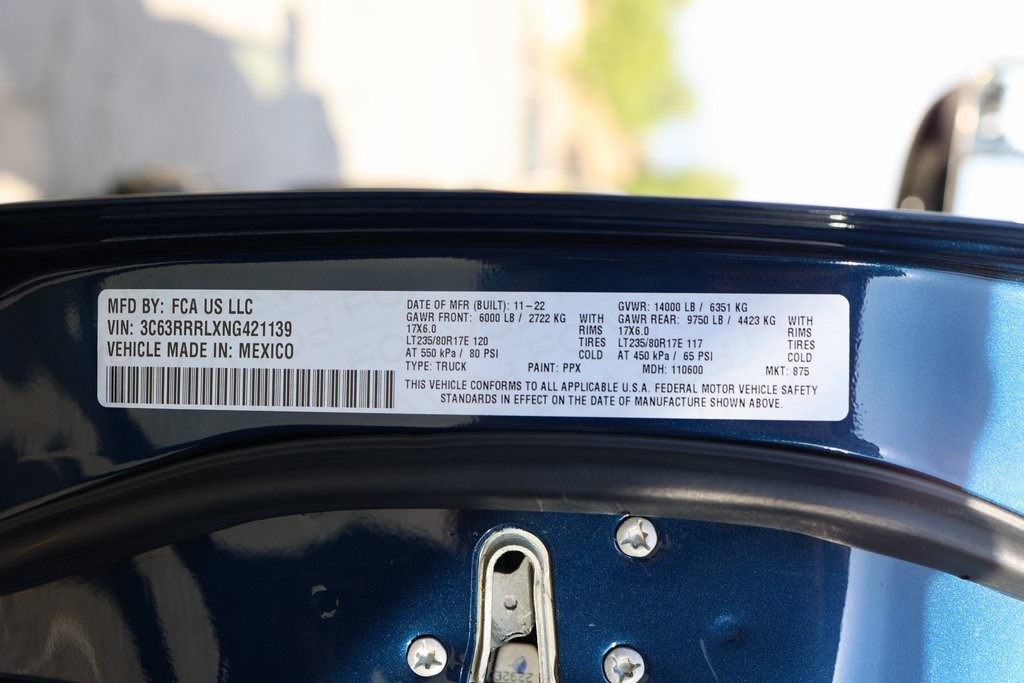 MFD BY: FCA US LLC
VIN: 3C63RRRLXNG421139
VEHICLE MADE IN: MEXICO
DATE OF MFR (BUILT): 11-22
GAWR FRONT: 6000 LB / 2722 KG WITH
17X6.0 RIMS
LT235/80R17E 120 TIRES
AT 550 kPa / 80 PSI COLD
GVWR: 14000 LB / 6351 KG
GAWR REAR: 9750 LB / 4423 KG WITH
17X6.0 RIMS
LT235/80R17E 117 TIRES
AT 450 kPa / 65 PSI COLD
TYPE: TRUCK PAINT: PPX MDH: 110600 MKT: 875
THIS VEHICLE CONFORMS TO ALL APPLICABLE U.S.A. FEDERAL MOTOR VEHICLE SAFETY
STANDARDS IN EFFECT ON THE DATE OF MANUFACTURE SHOWN ABOVE.